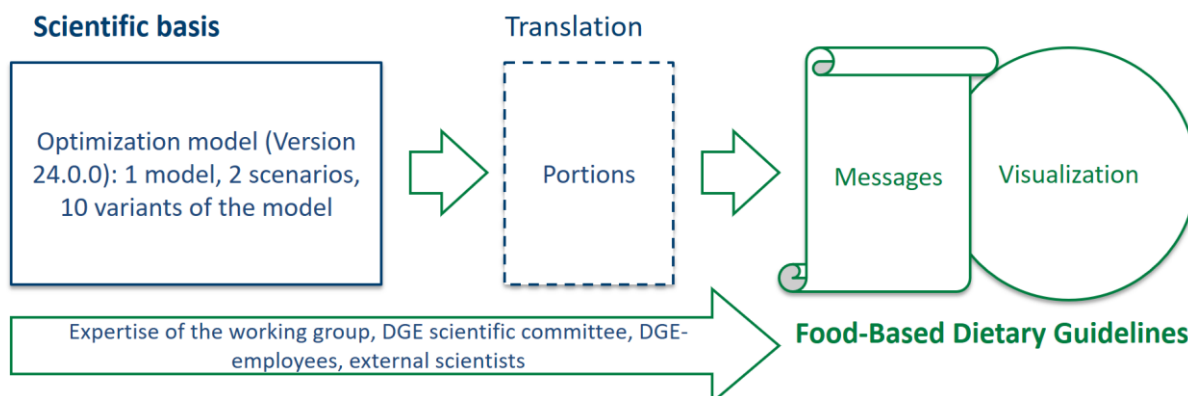 Scientific basis
Translation
Optimization model (Version
24.0.0): 1 model, 2 scenarios,
10 variants of the model
Portions
Messages
Visualization
Expertise of the working group, DGE scientific committee, DGE-
employees, external scientists
Food-Based Dietary Guidelines